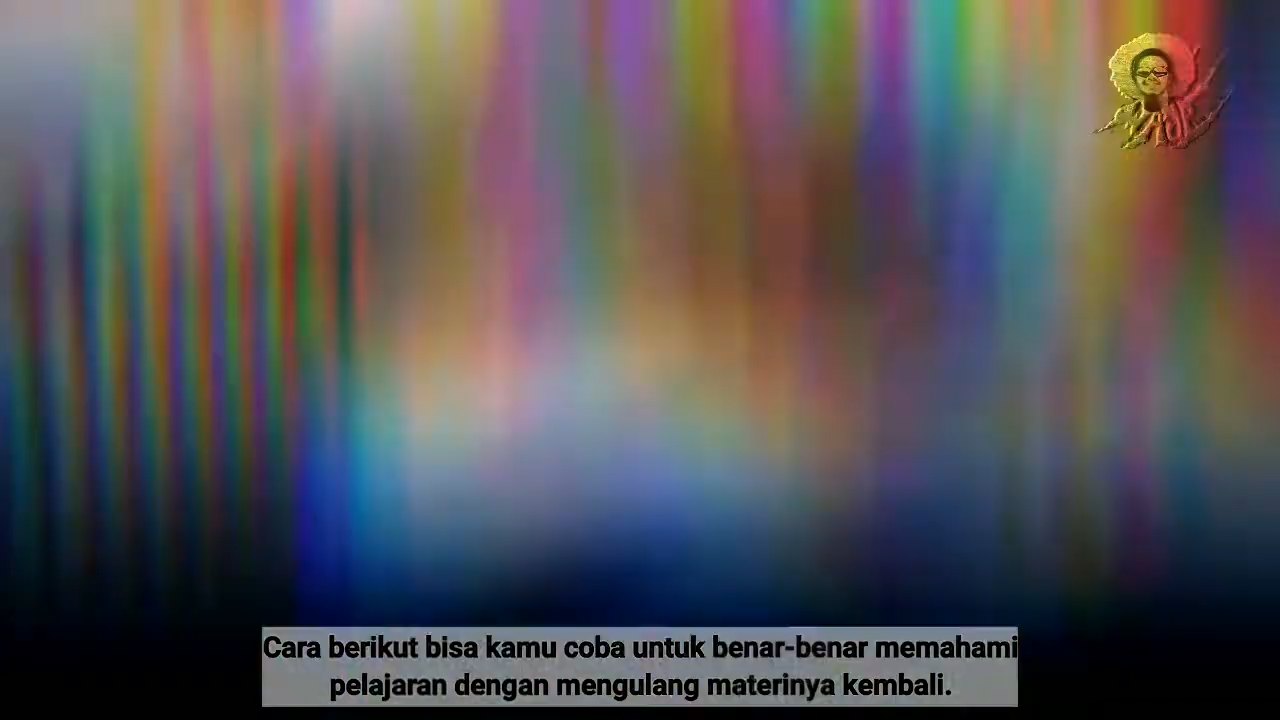 Cara berikut bisa kamu coba untuk benar-benar memahami
pelajaran dengan mengulang materinya kembali.